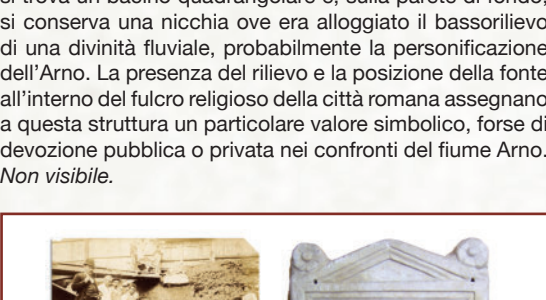 si trova un bacino quadrangolare e, sulla parete di fondo,
si conserva una nicchia ove era alloggiato il bassorilievo
di una divinità fluviale, probabilmente la personificazione
dell'Arno. La presenza del rilievo e la posizione della fonte
all'interno del fulcro religioso della città romana assegnano
a questa struttura un particolare valore simbolico, forse di
devozione pubblica o privata nei confronti del fiume Arno.
Non visibile.